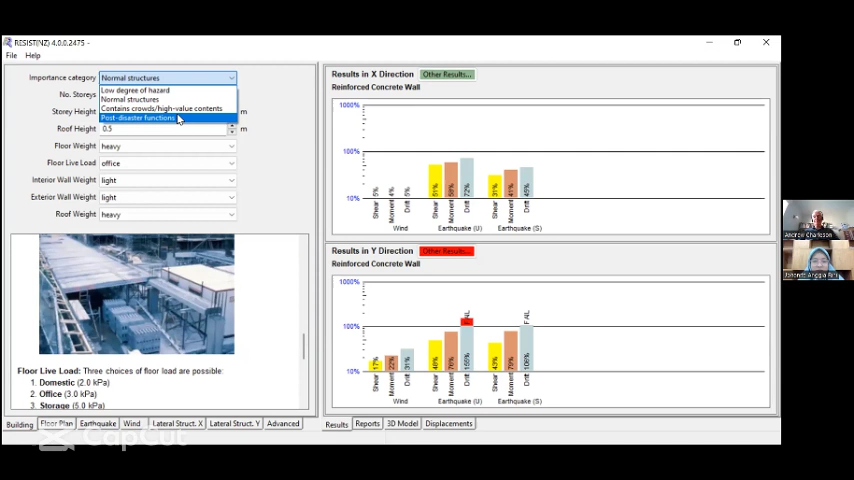 RESIST(NZ) 4.0.0.2475 -
File Help
Importance category Normal structures
Low degree of hazard
Normal structures
Contains crowds/high-value contents
Post-disaster functions
No. Storeys
Storey Height m
Roof Height 0.5 m
Floor Weight heavy
Floor Live Load office
Interior Wall Weight light
Exterior Wall Weight light
Roof Weight heavy
Floor Live Load: Three choices of floor load are possible:
1. Domestic (2.0 kPa)
2. Office (3.0 kPa)
3. Storage (5.0 kPa)
Building Floor Plan Earthquake Wind Lateral Struct. X Lateral Struct. Y Advanced
CapCut
Results in X Direction Other Results...
Reinforced Concrete Wall
1000%
100%
10%
5% 4% 5% 51% 58% 72% 31% 41% 45%
Shear Moment Drift Shear Moment Drift Shear Moment Drift
Wind Earthquake (U) Earthquake (S)
Results in Y Direction Other Results...
Reinforced Concrete Wall
1000%
100%
10%
FAIL FAIL
17% 22% 31% 48% 76% 155% 43% 79% 108%
Shear Moment Drift Shear Moment Drift Shear Moment Drift
Wind Earthquake (U) Earthquake (S)
Results Reports 3D Model Displacements
Andrew Charleson